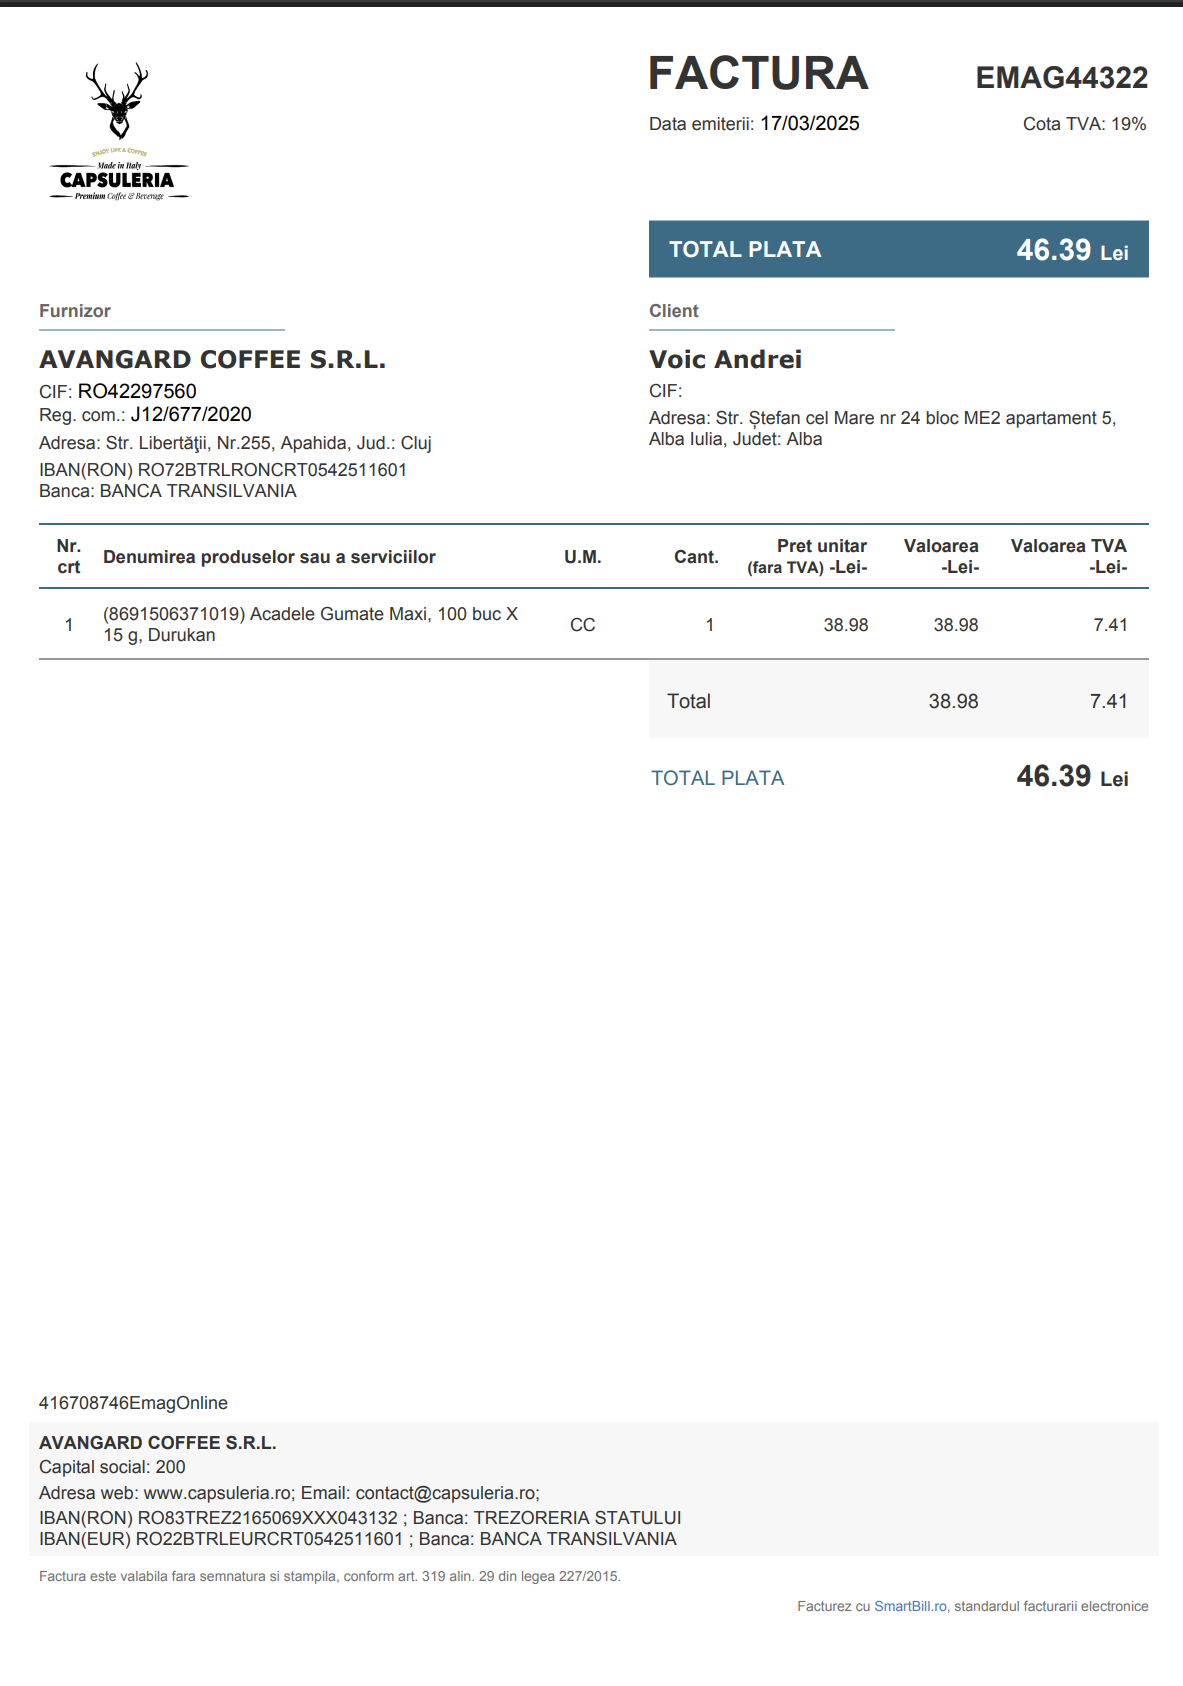 FACTURA
EMAG44322
Data emiterii: 17/03/2025
Cota TVA: 19%
ENJOY LIFE & COFFEE
Made in Italy
CAPSULERIA
Premium Coffee & Beverage
TOTAL PLATA 46.39 Lei
Furnizor
AVANGARD COFFEE S.R.L.
CIF: RO42297560
Reg. com.: J12/677/2020
Adresa: Str. Libertăţii, Nr.255, Apahida, Jud.: Cluj
IBAN(RON) RO72BTRLRONCRT0542511601
Banca: BANCA TRANSILVANIA
Client
Voic Andrei
CIF:
Adresa: Str. Ștefan cel Mare nr 24 bloc ME2 apartament 5,
Alba Iulia, Judet: Alba
Nr. crt Denumirea produselor sau a serviciilor U.M. Cant. Pret unitar (fara TVA) -Lei- Valoarea -Lei- Valoarea TVA -Lei-
1 (8691506371019) Acadele Gumate Maxi, 100 buc X
15 g, Durukan CC 1 38.98 38.98 7.41
Total 38.98 7.41
TOTAL PLATA 46.39 Lei
416708746EmagOnline
AVANGARD COFFEE S.R.L.
Capital social: 200
Adresa web: www.capsuleria.ro; Email: contact@capsuleria.ro;
IBAN(RON) RO83TREZ2165069XXX043132 ; Banca: TREZORERIA STATULUI
IBAN(EUR) RO22BTRLEURCRT0542511601 ; Banca: BANCA TRANSILVANIA
Factura este valabila fara semnatura si stampila, conform art. 319 alin. 29 din legea 227/2015.
Facturez cu SmartBill.ro, standardul facturarii electronice